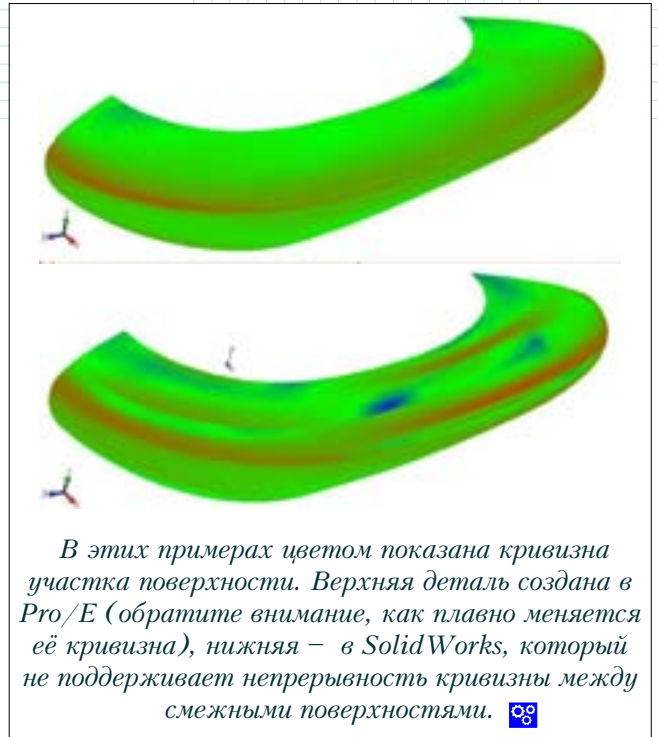 В этих примерах цветом показана кривизна
участка поверхности. Верхняя деталь создана в
Pro/E (обратите внимание, как плавно меняется
её кривизна), нижняя – в SolidWorks, который
не поддерживает непрерывность кривизны между
смежными поверхностями.